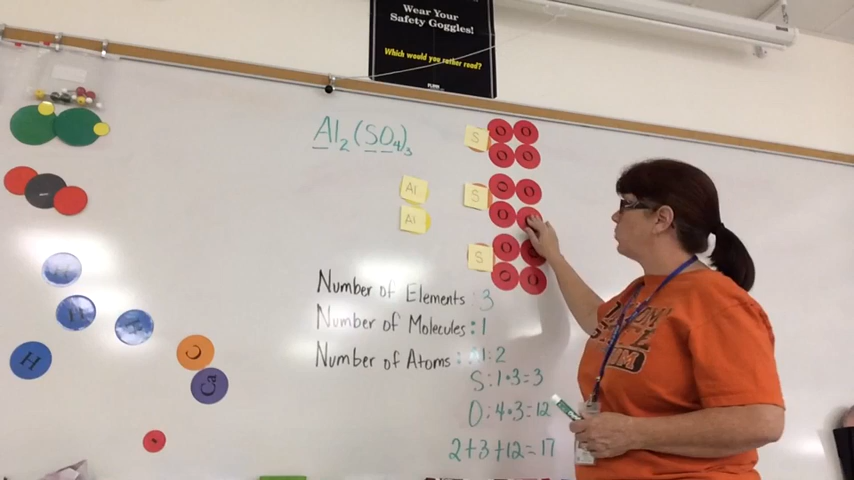 Wear Your
Safety Goggles!
Which would you rather read?
Al2(SO4)3
S O O
O O
Al S O O
Al O O
S O O
O O
Number of Elements : 3
Number of Molecules : 1
Number of Atoms : Al : 2
S : 1 • 3 = 3
O : 4 • 3 = 12
2 + 3 + 12 = 17
H
H
H
H
C
Ca